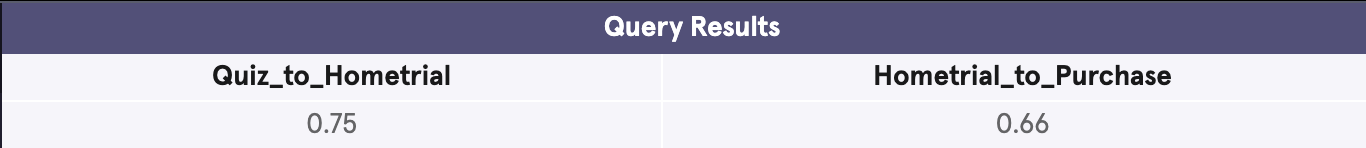 Query Results
Quiz_to_Hometrial Hometrial_to_Purchase
0.75 0.66